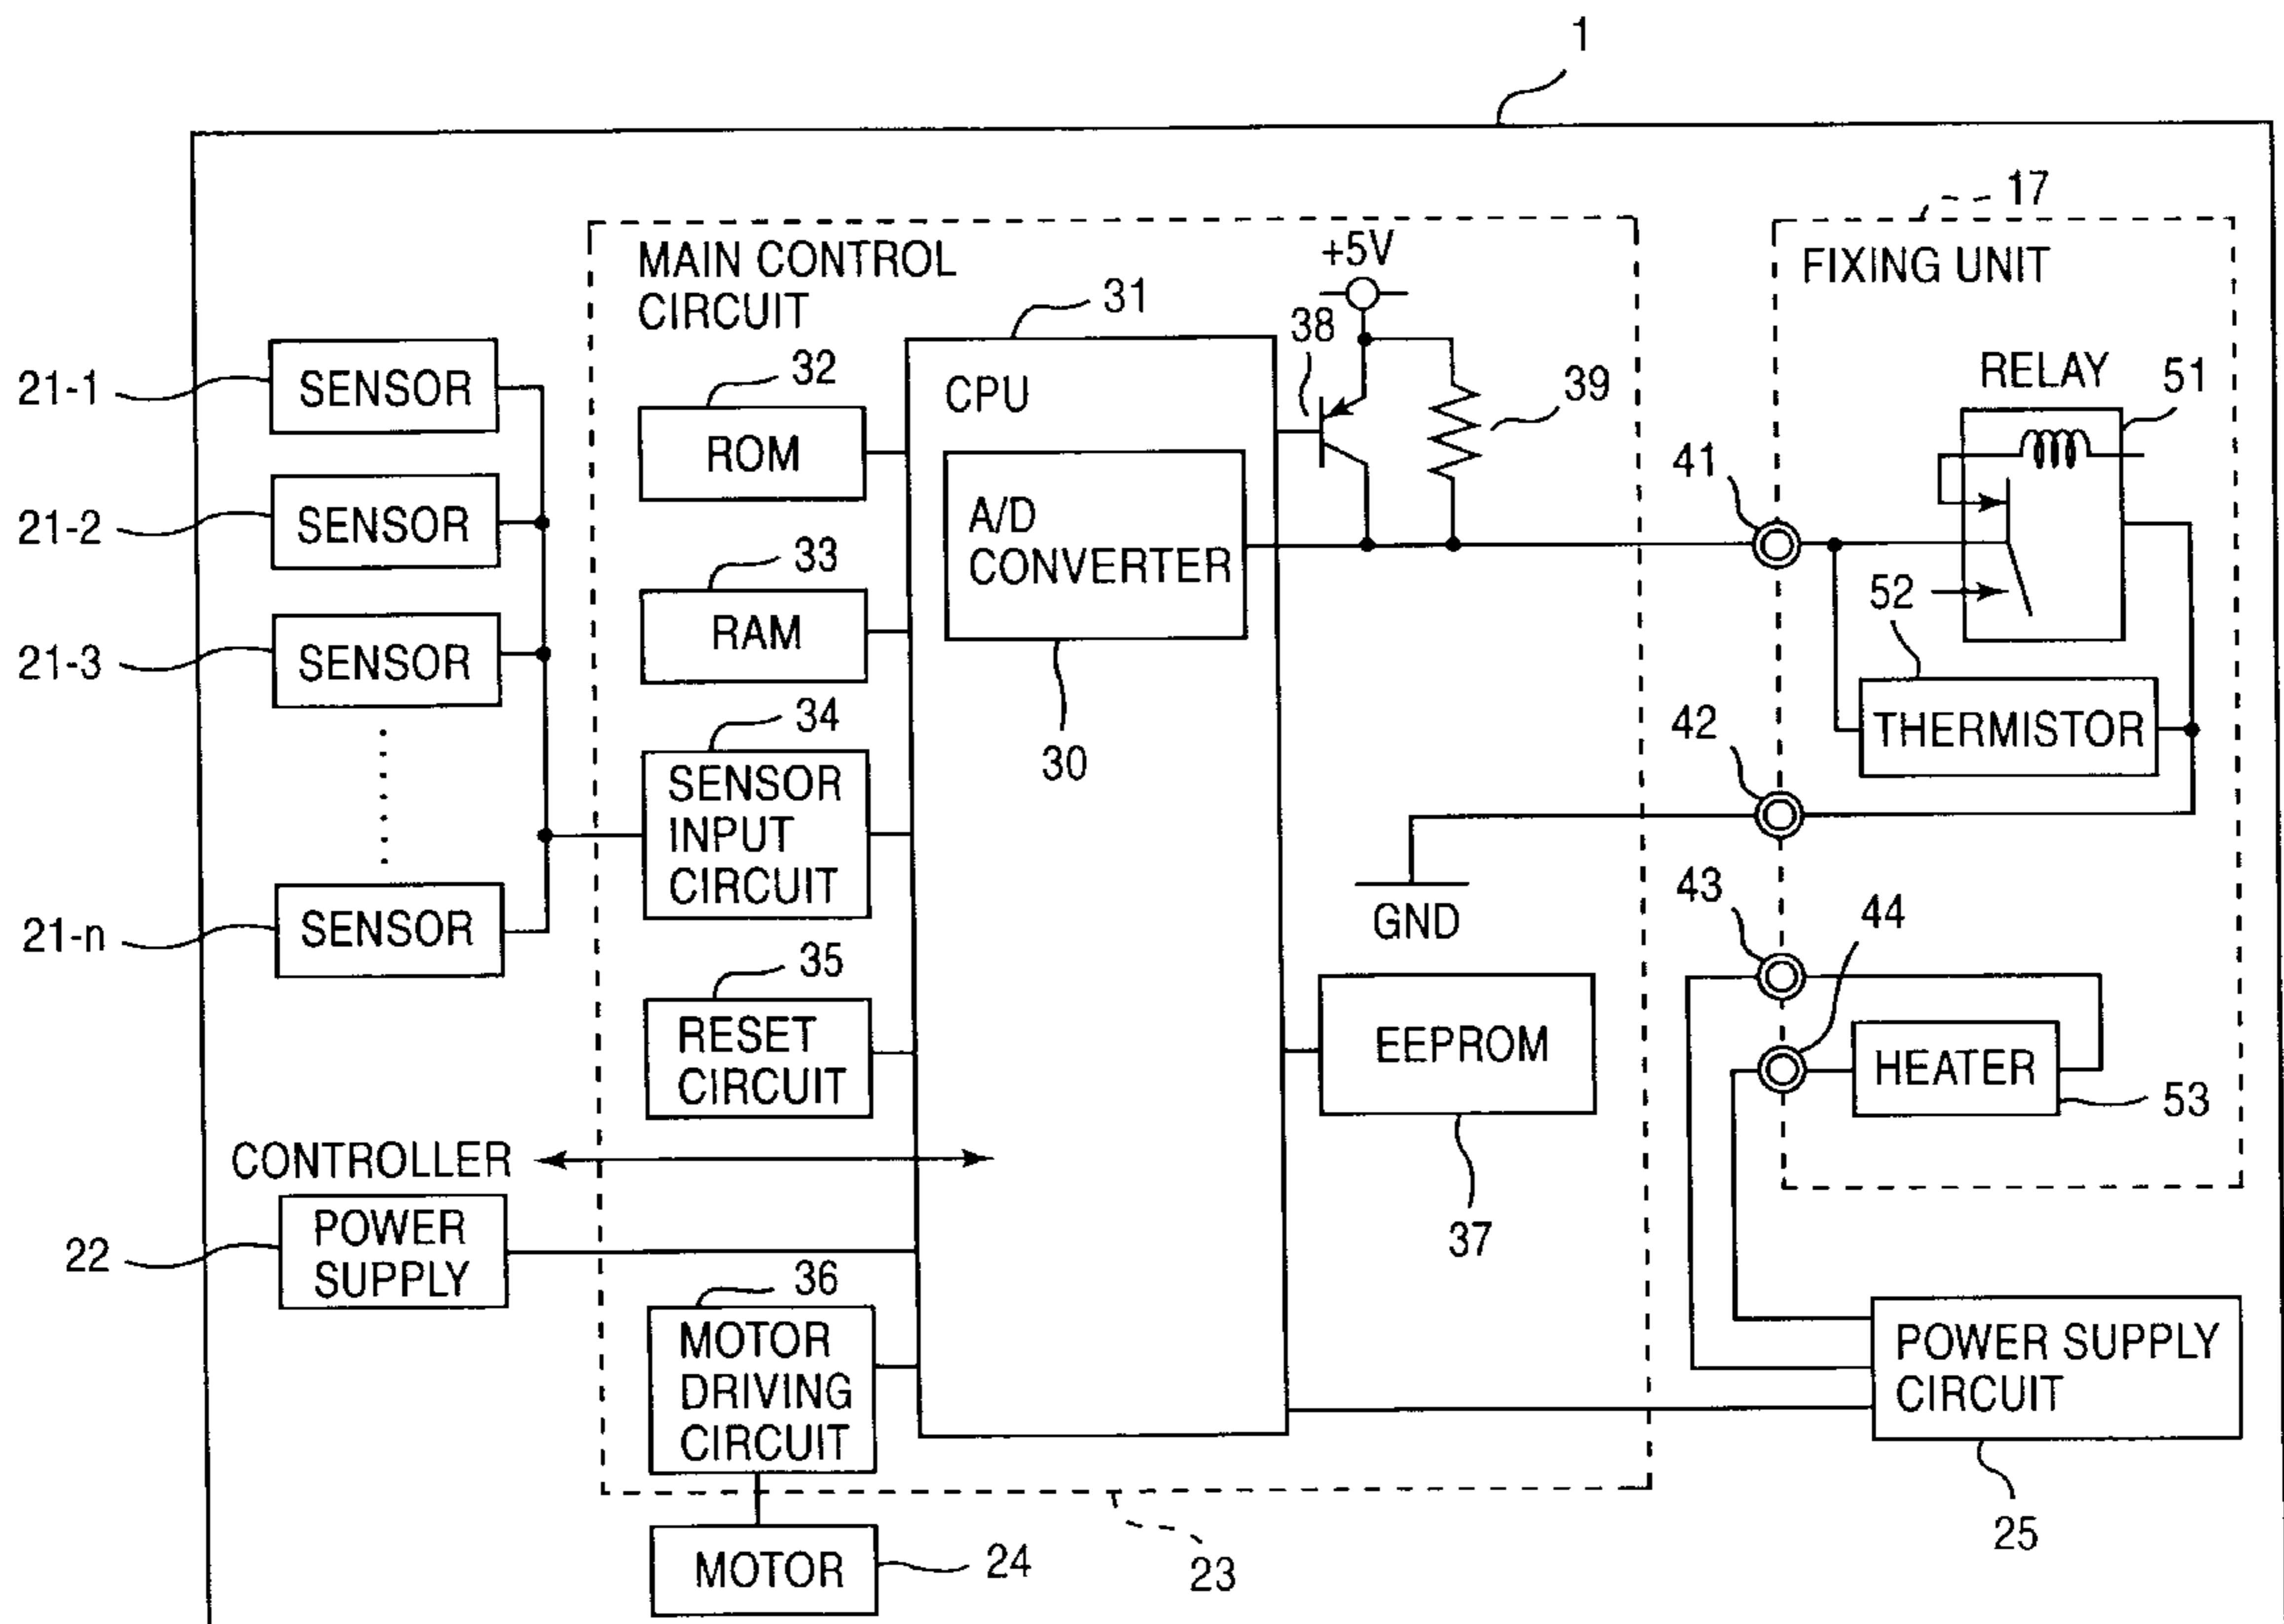 1
17
MAIN CONTROL
CIRCUIT
+5V
FIXING UNIT
31
38
32
RELAY
51
21-1
SENSOR
ROM
CPU
39
41
21-2
SENSOR
A/D
CONVERTER
33
52
21-3
SENSOR
RAM
34
30
42
THERMISTOR
SENSOR
INPUT
CIRCUIT
43
44
GND
21-n
SENSOR
35
RESET
CIRCUIT
EEPROM
HEATER
53
CONTROLLER
22
POWER
SUPPLY
37
36
MOTOR
DRIVING
CIRCUIT
POWER SUPPLY
CIRCUIT
25
MOTOR
24
23